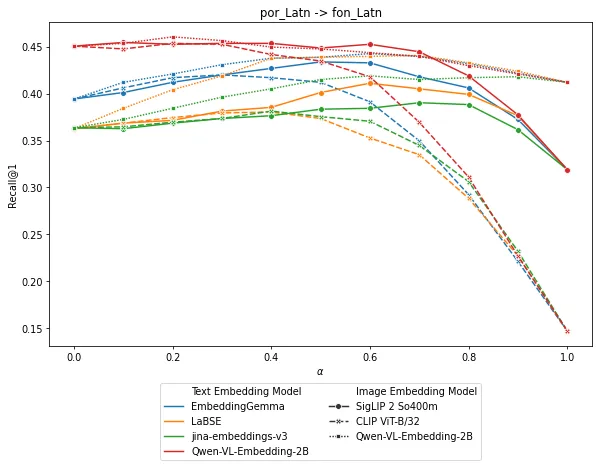 por_Latn -> fon_Latn
0.45
0.40
0.35
0.30
0.25
0.20
0.15
Recall@1
0.0 0.2 0.4 0.6 0.8 1.0
α
Text Embedding Model
EmbeddingGemma
LaBSE
jina-embeddings-v3
Qwen-VL-Embedding-2B
Image Embedding Model
SigLIP 2 So400m
CLIP ViT-B/32
Qwen-VL-Embedding-2B